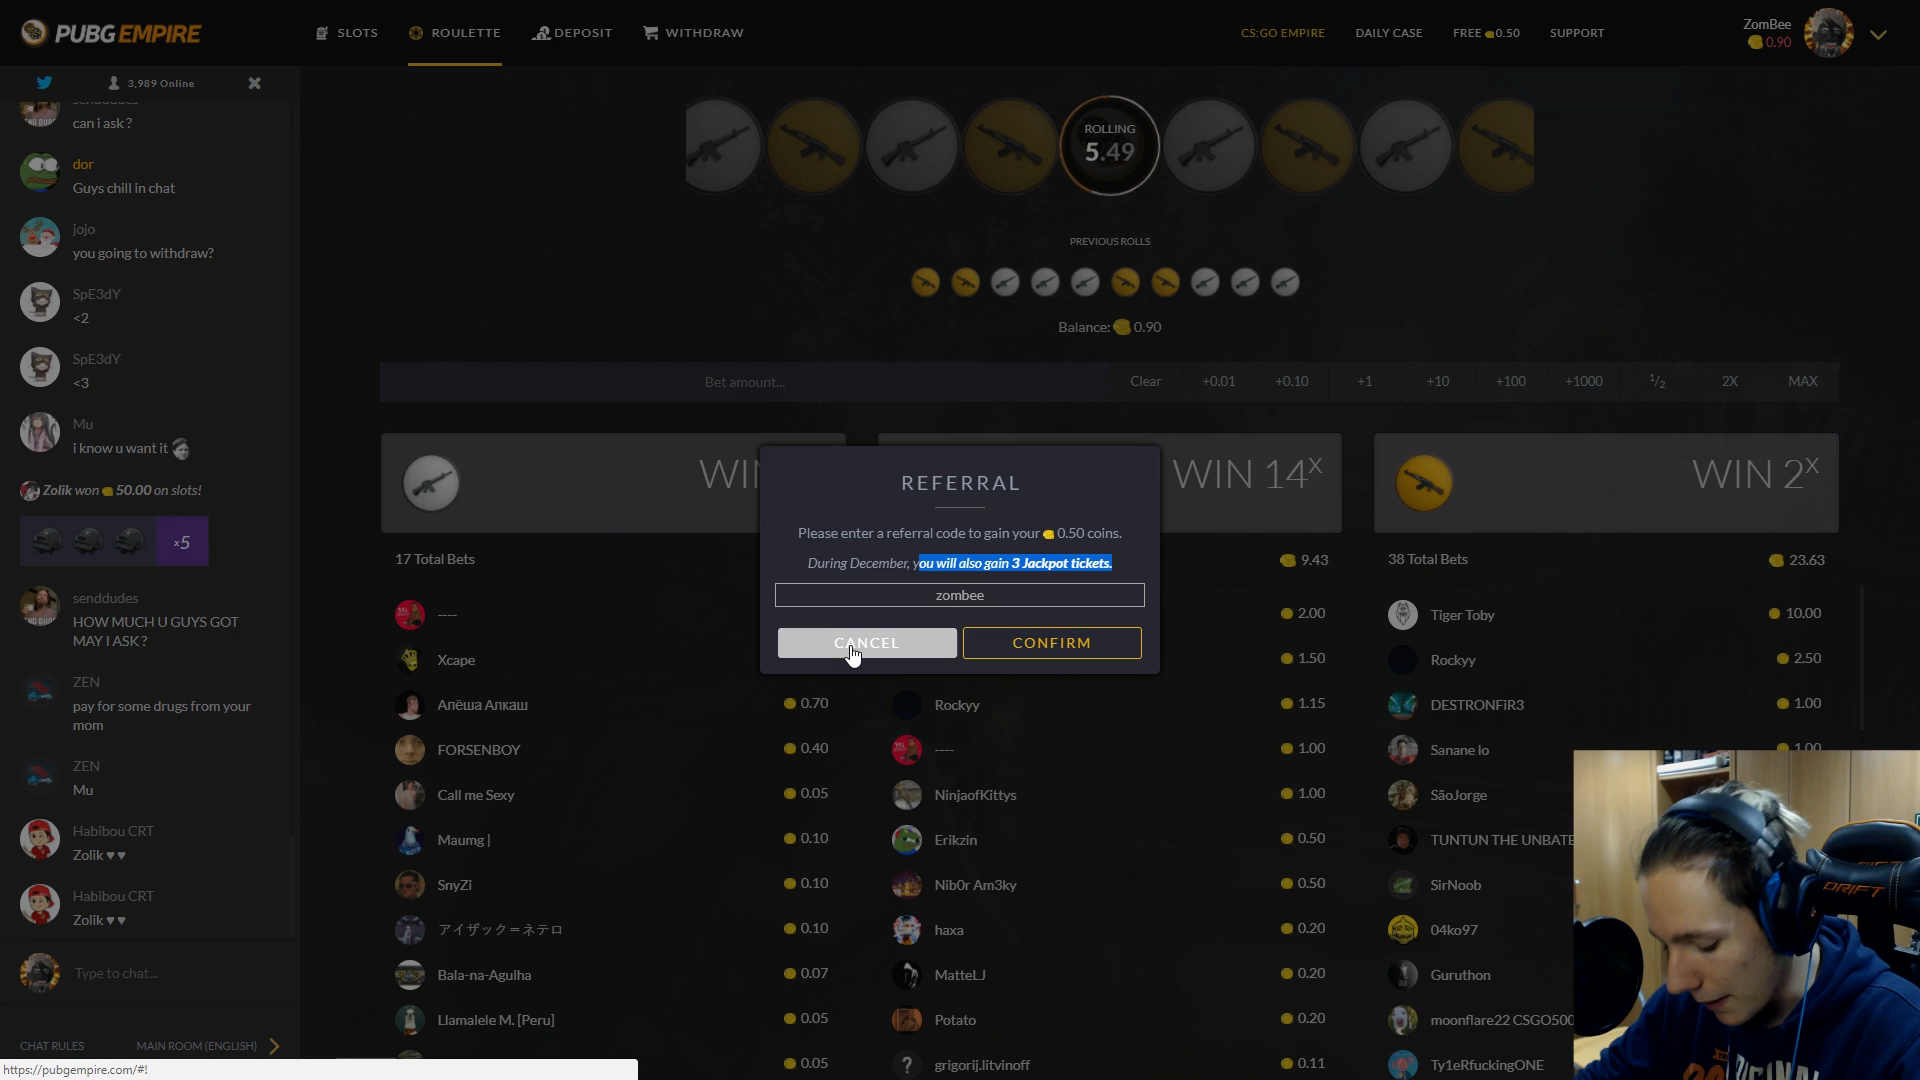 PUBG EMPIRE
SLOTS
ROULETTE
DEPOSIT
WITHDRAW
CS:GO EMPIRE
DAILY CASE
FREE 0.50
SUPPORT
ZomBee
0.90
3,989 Online
senddudes
can i ask ?
dor
Guys chill in chat
jojo
you going to withdraw?
SpE3dY
<2
SpE3dY
<3
Mu
i know u want it
Zolik won 50.00 on slots!
x5
senddudes
HOW MUCH U GUYS GOT
MAY I ASK ?
ZEN
pay for some drugs from your
mom
ZEN
Mu
Habibou CRT
Zolik ♥♥
Habibou CRT
Zolik ♥♥
Type to chat...
CHAT RULES
MAIN ROOM (ENGLISH)
https://pubgempire.com/#!
ROLLING
5.49
PREVIOUS ROLLS
Balance: 0.90
Bet amount...
Clear
+0.01
+0.10
+1
+10
+100
+1000
1/2
2X
MAX
WIN 14X
WIN 2X
REFERRAL
Please enter a referral code to gain your 0.50 coins.
During December, you will also gain 3 Jackpot tickets.
zombee
CANCEL
CONFIRM
17 Total Bets
----
Xcape
Алёша Алкаш 0.70
FORSENBOY 0.40
Call me Sexy 0.05
Maumg | 0.10
SnyZi 0.10
アイザック＝ネテロ 0.10
Bala-na-Agulha 0.07
Llamalele M. [Peru] 0.05
0.05
9.43
2.00
1.50
Rockyy 1.15
---- 1.00
NinjaofKittys 1.00
Erikzin 0.50
Nib0r Am3ky 0.50
haxa 0.20
MatteLJ 0.20
Potato 0.20
grigorij.litvinoff 0.11
38 Total Bets 23.63
Tiger Toby 10.00
Rockyy 2.50
DESTRONFiR3 1.00
Sanane lo 1.00
SãoJorge
TUNTUN THE UNBATE
SirNoob
04ko97
Guruthon
moonflare22 CSGO500
Ty1eRfuckingONE
DRIFT